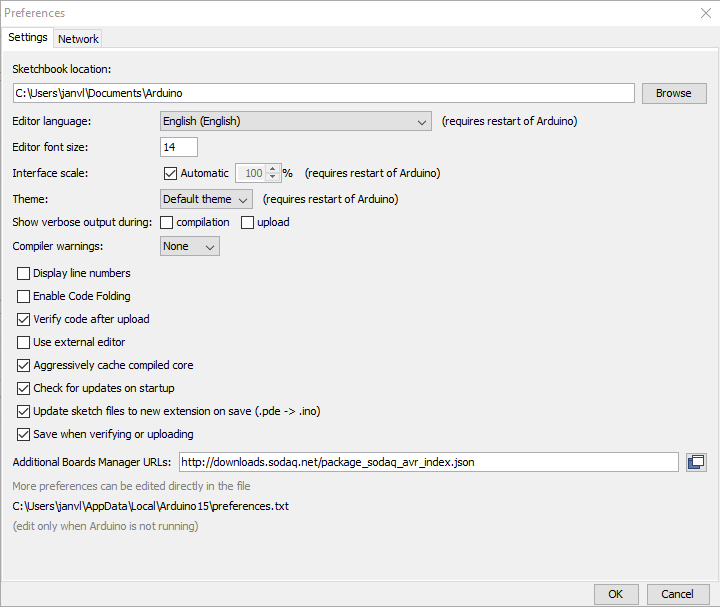 Preferences
Settings Network
Sketchbook location:
C:\Users\janvl\Documents\Arduino Browse
Editor language: English (English) (requires restart of Arduino)
Editor font size: 14
Interface scale: Automatic 100 % (requires restart of Arduino)
Theme: Default theme (requires restart of Arduino)
Show verbose output during: compilation upload
Compiler warnings: None
Display line numbers
Enable Code Folding
Verify code after upload
Use external editor
Aggressively cache compiled core
Check for updates on startup
Update sketch files to new extension on save (.pde -> .ino)
Save when verifying or uploading
Additional Boards Manager URLs: http://downloads.sodaq.net/package_sodaq_avr_index.json
More preferences can be edited directly in the file
C:\Users\janvl\AppData\Local\Arduino15\preferences.txt
(edit only when Arduino is not running)
OK Cancel